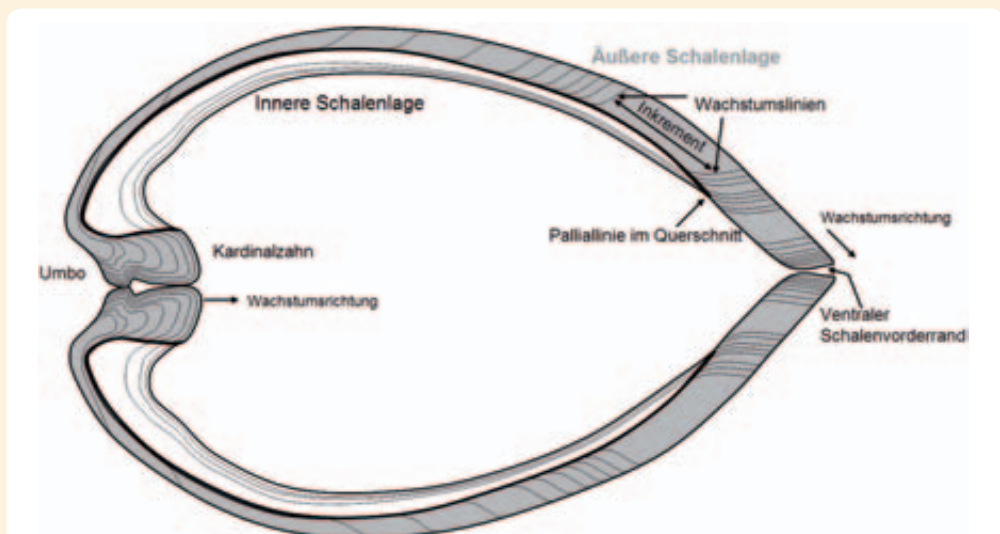 Äußere Schalenlage
Innere Schalenlage
Wachstumslinien
Inkrement
Palliallinie im Querschnitt
Wachstumsrichtung
Kardinalzahn
Umbo
Wachstumsrichtung
Ventraler
Schalenvorderrand